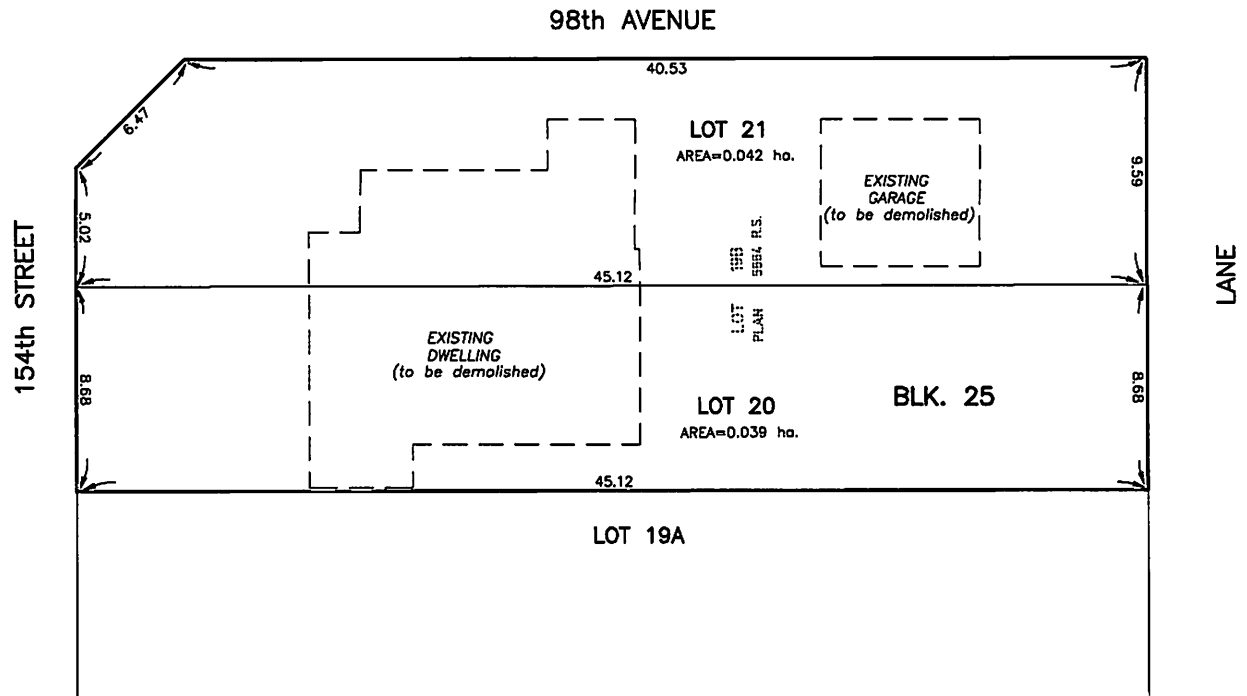 98th AVENUE
40.53
6.47
LOT 21
AREA=0.042 ha.
EXISTING
GARAGE
(to be demolished)
9.59
5.02
154th STREET
LANE
LOT 19B
PLAN 5564 R.S.
45.12
EXISTING
DWELLING
(to be demolished)
8.68
8.68
LOT 20
AREA=0.039 ha.
BLK. 25
45.12
LOT 19A